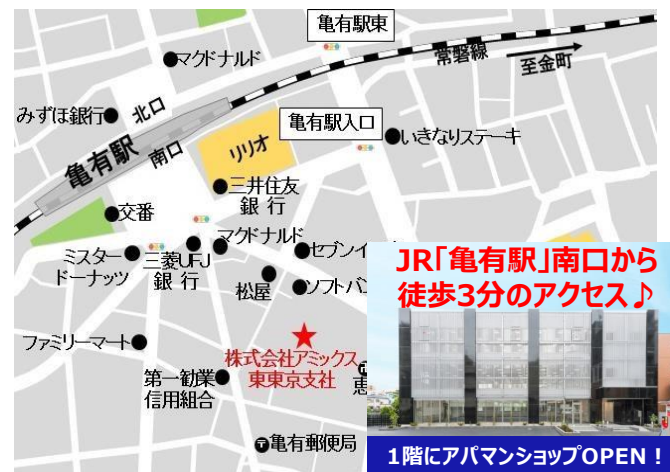 亀有駅東
マクドナルド
常磐線
至金町
みずほ銀行
北口
亀有駅入口
いきなりステーキ
亀有駅
南口
リリオ
三井住友
銀行
交番
マクドナルド
セブンイ
ミスター
ドーナッツ
三菱UFJ
銀行
松屋
ソフトバン
JR「亀有駅」南口から
徒歩3分のアクセス♪
ファミリーマート
株式会社アミックス
東東京支社
恵
第一勧業
信用組合
〒亀有郵便局
1階にアパマンショップOPEN！